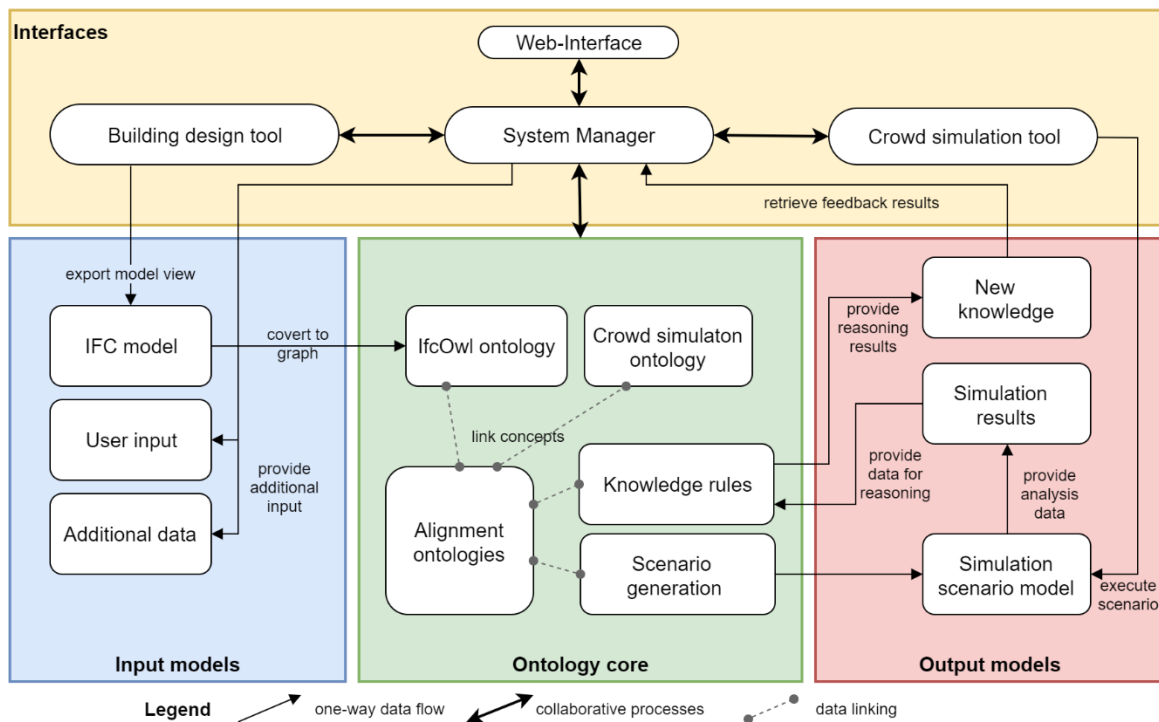 Interfaces
Web-Interface
Building design tool
System Manager
Crowd simulation tool
retrieve feedback results
export model view
IFC model
covert to
graph
User input
provide
additional
input
Additional data
Input models
IfcOwl ontology
Crowd simulaton
ontology
link concepts
Alignment
ontologies
Knowledge rules
Scenario
generation
Ontology core
New
knowledge
provide
reasoning
results
Simulation
results
provide
data for
reasoning
provide
analysis
data
Simulation
scenario model
execute
scenario
Output models
Legend
one-way data flow
collaborative processes
data linking